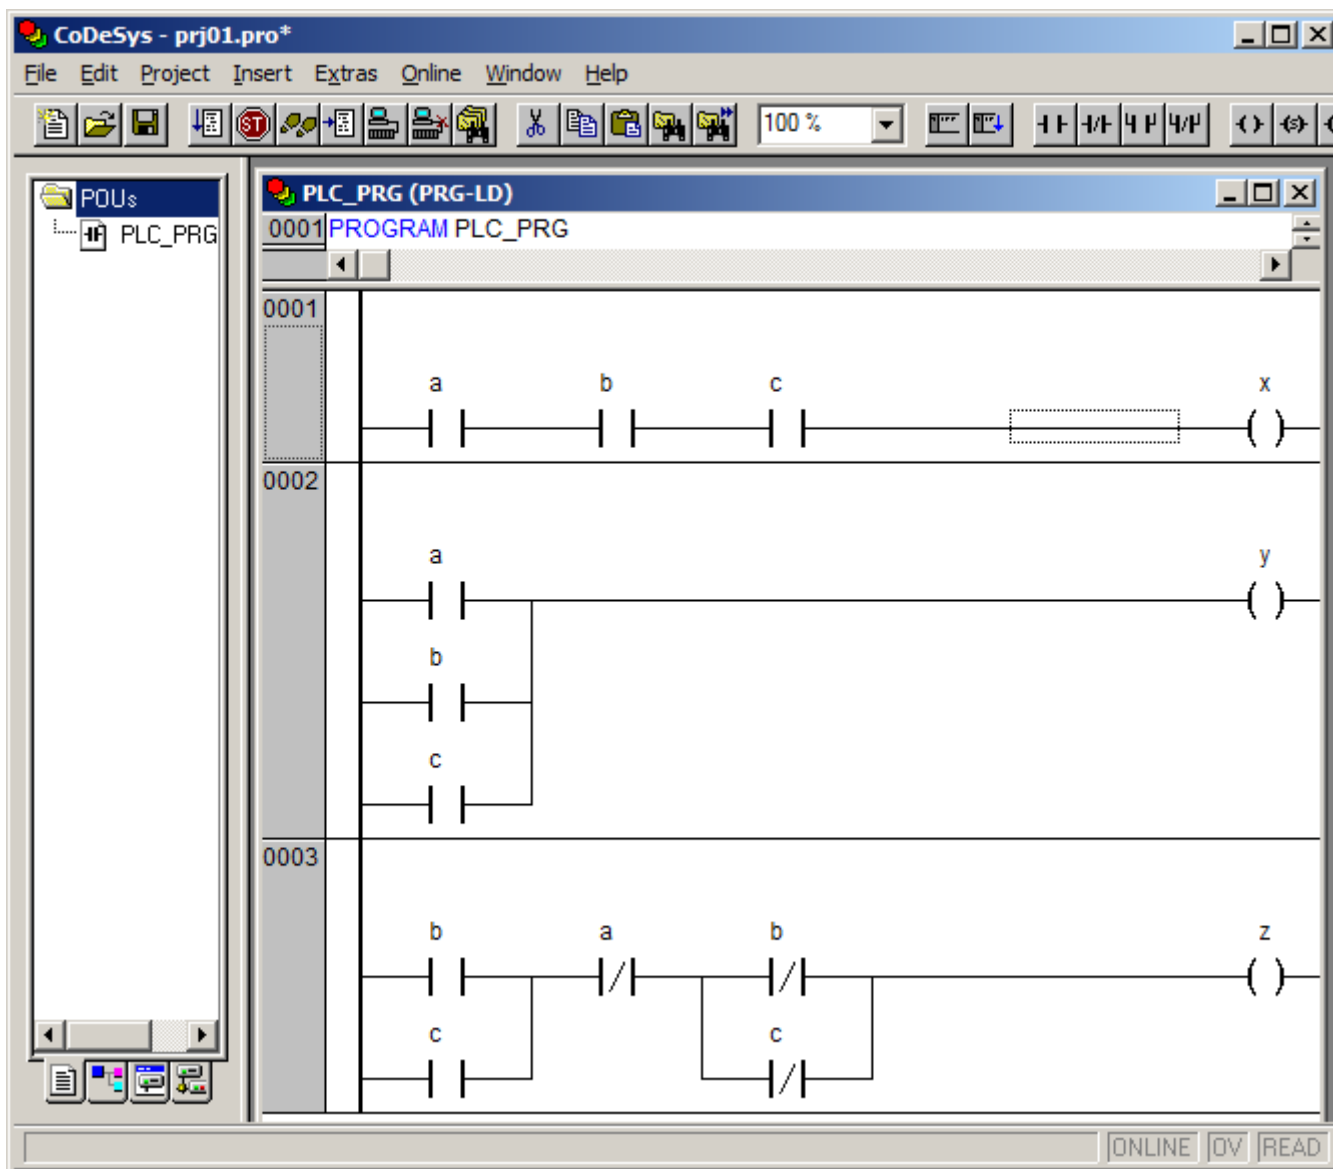 CoDeSys - prj01.pro*
File Edit Project Insert Extras Online Window Help
ST 100 % (S)
POUs
PLC_PRG
PLC_PRG (PRG-LD)
0001 PROGRAM PLC_PRG
0001
a b c x
0002
a y
b
c
0003
b a b z
c c
ONLINE OV READ